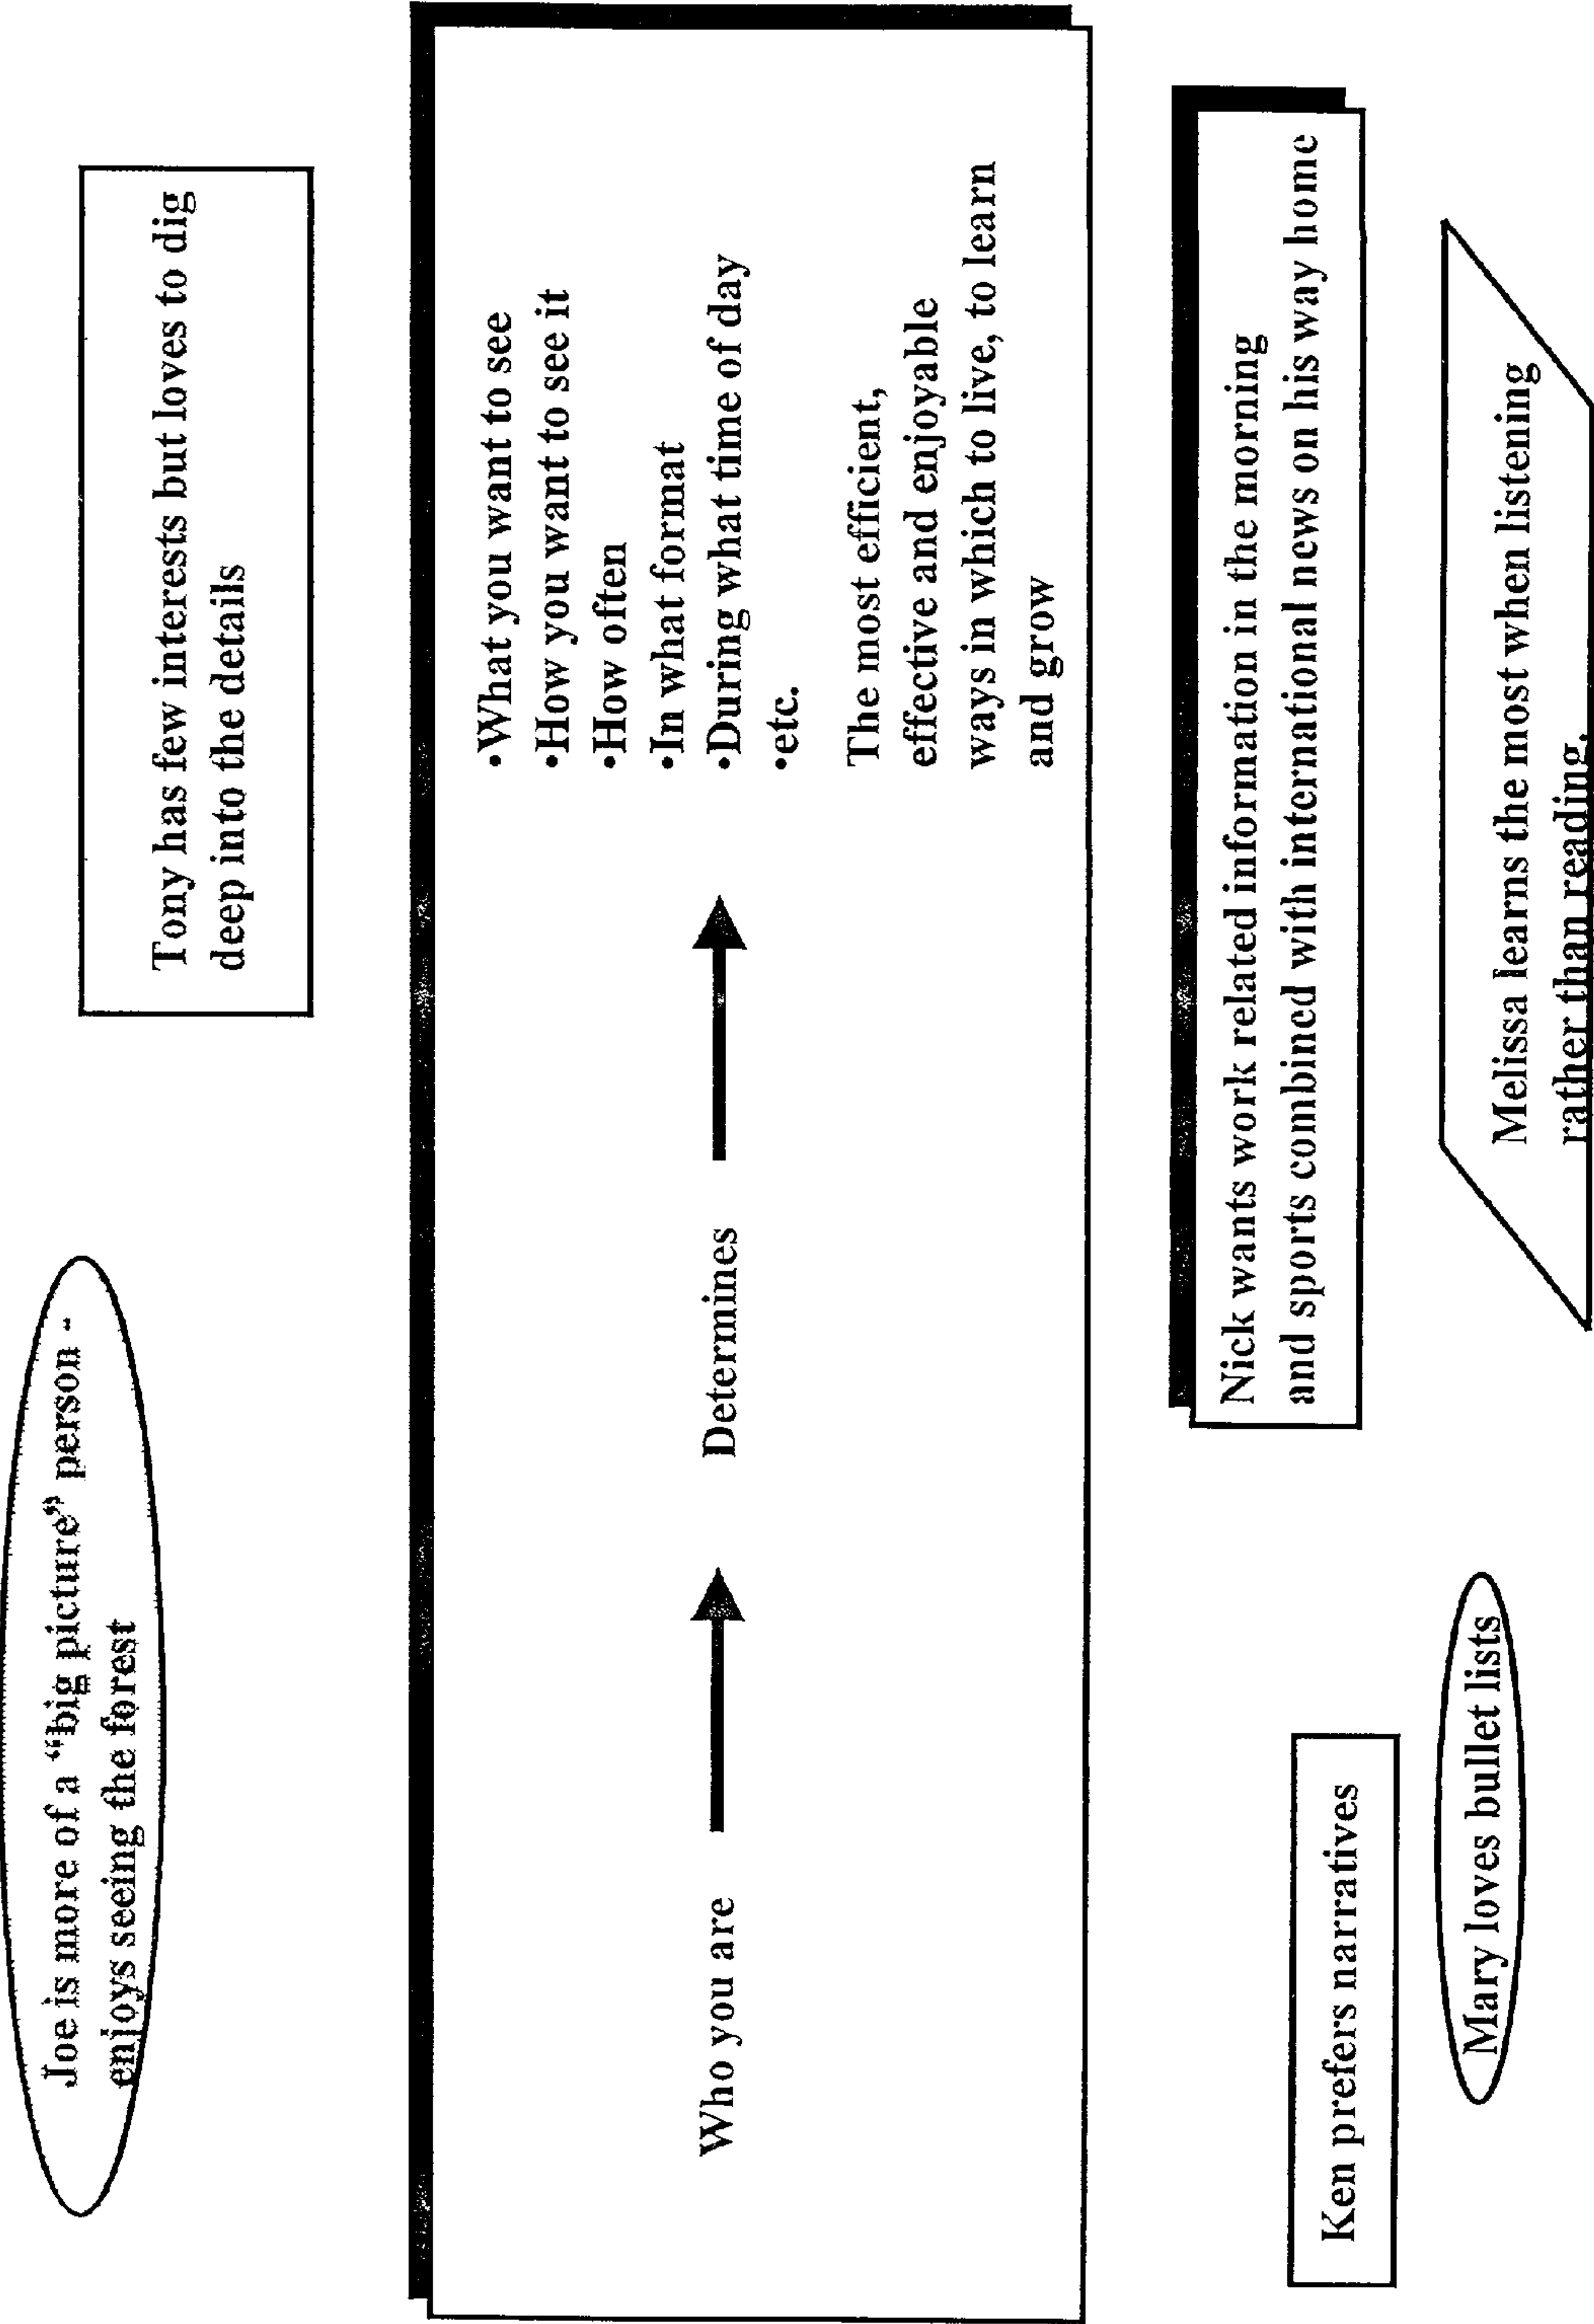 Joe is more of a “big picture” person -
enjoys seeing the forest
Tony has few interests but loves to dig
deep into the details
Who you are
Determines
•What you want to see
•How you want to see it
•How often
•In what format
•During what time of day
•etc.
The most efficient,
effective and enjoyable
ways in which to live, to learn
and grow
Ken prefers narratives
Mary loves bullet lists
Nick wants work related information in the morning
and sports combined with international news on his way home
Melissa learns the most when listening
rather than reading.